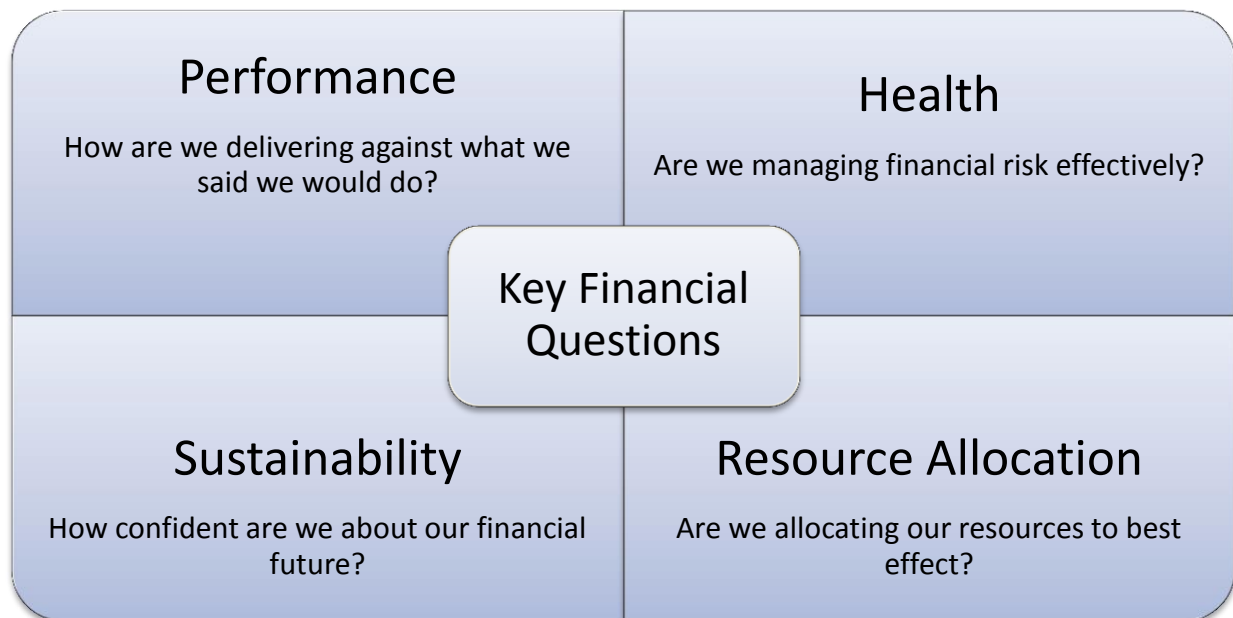 Performance
How are we delivering against what we
said we would do?
Health
Are we managing financial risk effectively?
Key Financial
Questions
Sustainability
How confident are we about our financial
future?
Resource Allocation
Are we allocating our resources to best
effect?